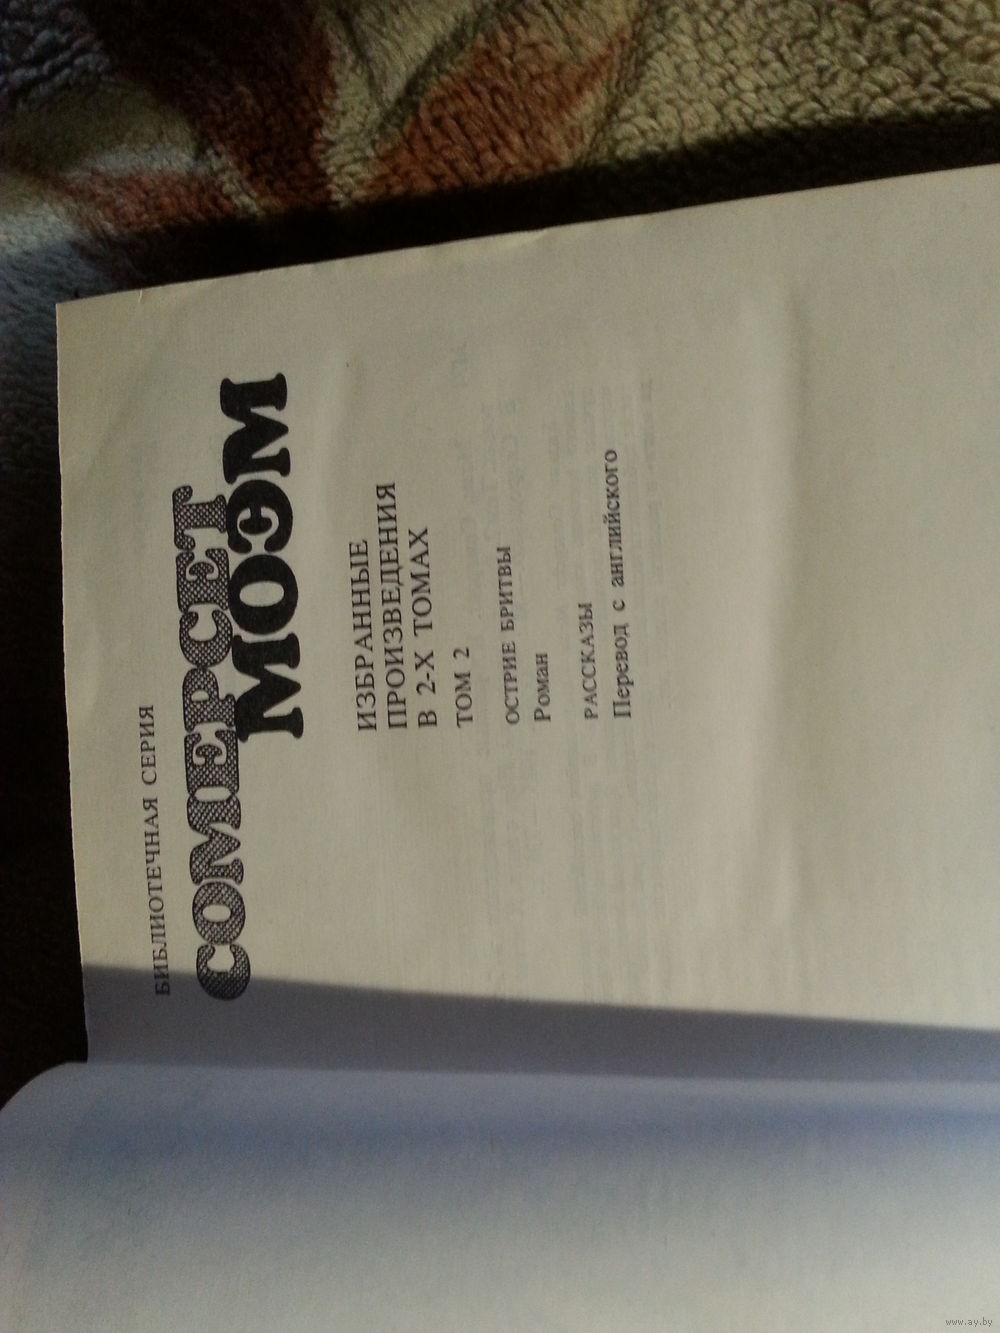 БИБЛИОТЕЧНАЯ СЕРИЯ
СОМЕРСЕТ
МОЭМ
ИЗБРАННЫЕ
ПРОИЗВЕДЕНИЯ
В 2-Х ТОМАХ
ТОМ 2
ОСТРИЕ БРИТВЫ
Роман
РАССКАЗЫ
Перевод с английского
www.ay.by